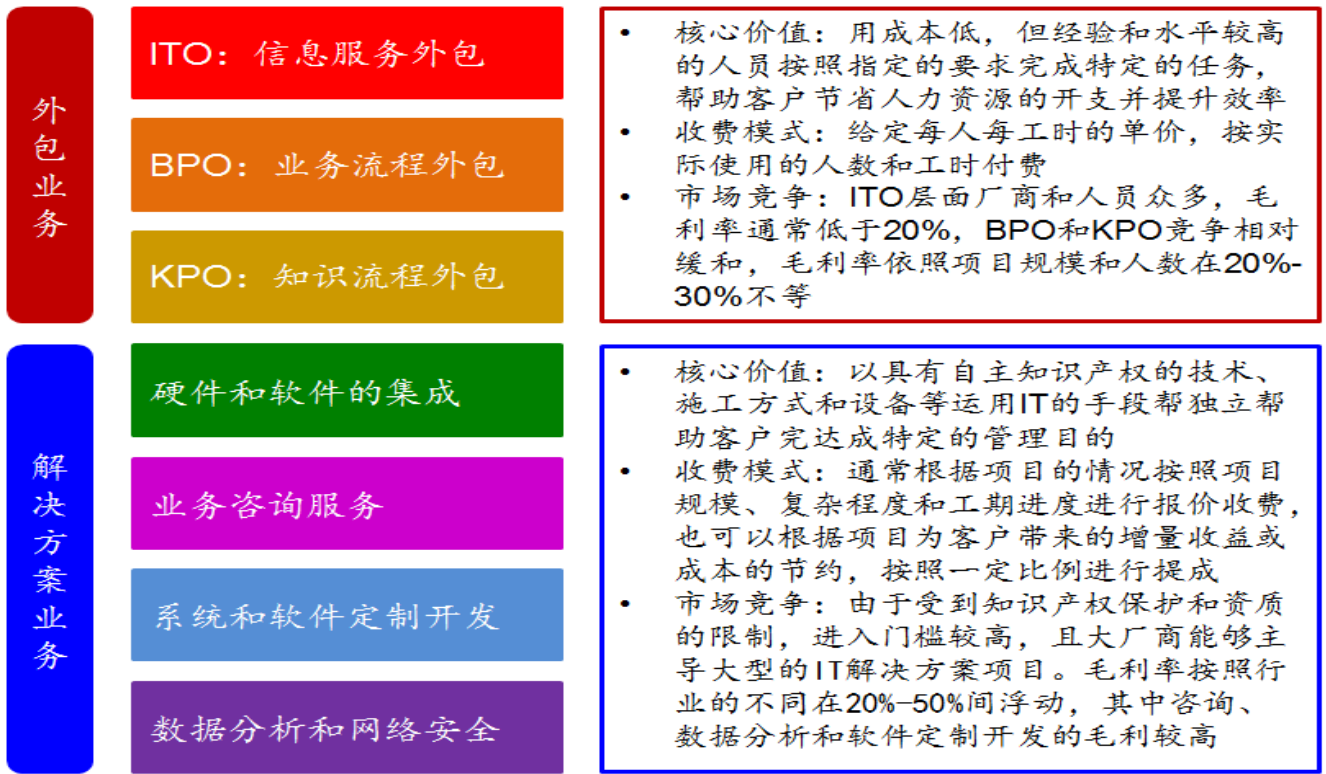 外包业务
ITO：信息服务外包
BPO：业务流程外包
KPO：知识流程外包
• 核心价值：用成本低，但经验和水平较高
的人员按照指定的要求完成特定的任务，
帮助客户节省人力资源的开支并提升效率
• 收费模式：给定每人每工时的单价，按实
际使用的人数和工时付费
• 市场竞争：ITO层面厂商和人员众多，毛
利率通常低于20%，BPO和KPO竞争相对
缓和，毛利率依照项目规模和人数在20%-
30%不等
解决方案业务
硬件和软件的集成
业务咨询服务
系统和软件定制开发
数据分析和网络安全
• 核心价值：以具有自主知识产权的技术、
施工方式和设备等运用IT的手段帮独立帮
助客户完达成特定的管理目的
• 收费模式：通常根据项目的情况按照项目
规模、复杂程度和工期进度进行报价收费，
也可以根据项目为客户带来的增量收益或
成本的节约，按照一定比例进行提成
• 市场竞争：由于受到知识产权保护和资质
的限制，进入门槛较高，且大厂商能够主
导大型的IT解决方案项目。毛利率按照行
业的不同在20%-50%间浮动，其中咨询、
数据分析和软件定制开发的毛利较高